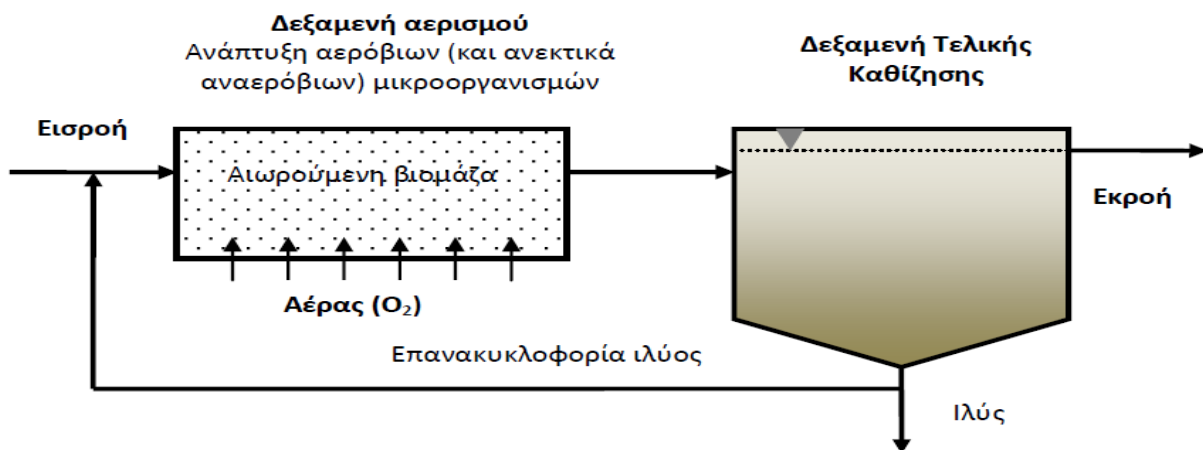 Δεξαμενή αερισμού
Ανάπτυξη αερόβιων (και ανεκτικά
αναερόβιων) μικροοργανισμών
Δεξαμενή Τελικής
Καθίζησης
Εισροή
Αιωρούμενη βιομάζα
Εκροή
Αέρας (O₂)
Επανακυκλοφορία ιλύος
Ιλύς